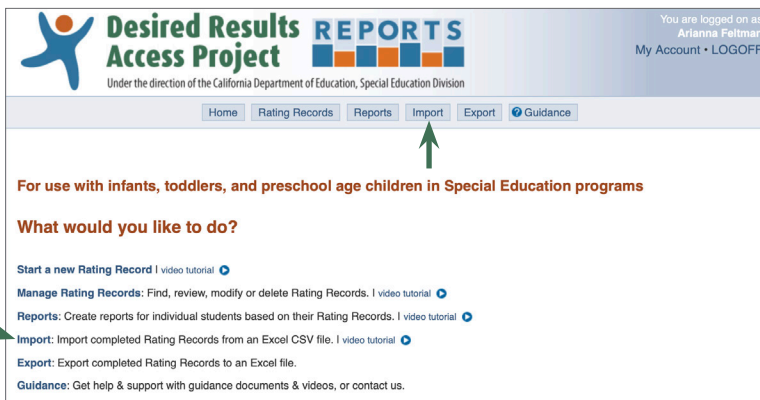 Desired Results
Access Project
REPORTS
Under the direction of the California Department of Education, Special Education Division
You are logged on as
Arianna Feltman
My Account • LOGOFF
Home Rating Records Reports Import Export ? Guidance
For use with infants, toddlers, and preschool age children in Special Education programs
What would you like to do?
Start a new Rating Record | video tutorial
Manage Rating Records: Find, review, modify or delete Rating Records. | video tutorial
Reports: Create reports for individual students based on their Rating Records. | video tutorial
Import: Import completed Rating Records from an Excel CSV file. | video tutorial
Export: Export completed Rating Records to an Excel file.
Guidance: Get help & support with guidance documents & videos, or contact us.